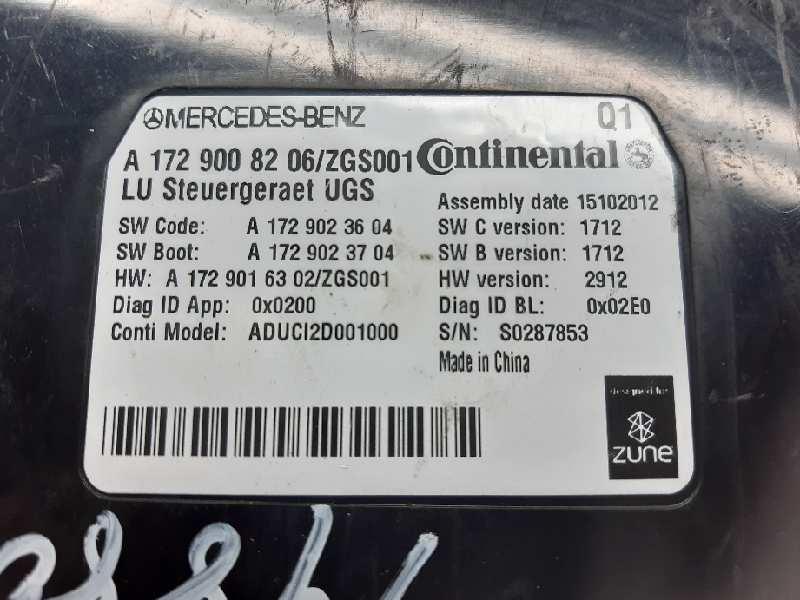 MERCEDES-BENZ Q1
A 172 900 82 06/ZGS001 Continental
LU Steuergeraet UGS
Assembly date 15102012
SW Code: A 172 902 36 04 SW C version: 1712
SW Boot: A 172 902 37 04 SW B version: 1712
HW: A 172 901 63 02/ZGS001 HW version: 2912
Diag ID App: 0x0200 Diag ID BL: 0x02E0
Conti Model: ADUCI2D001000 S/N: S0287853
Made in China
designed for
zune